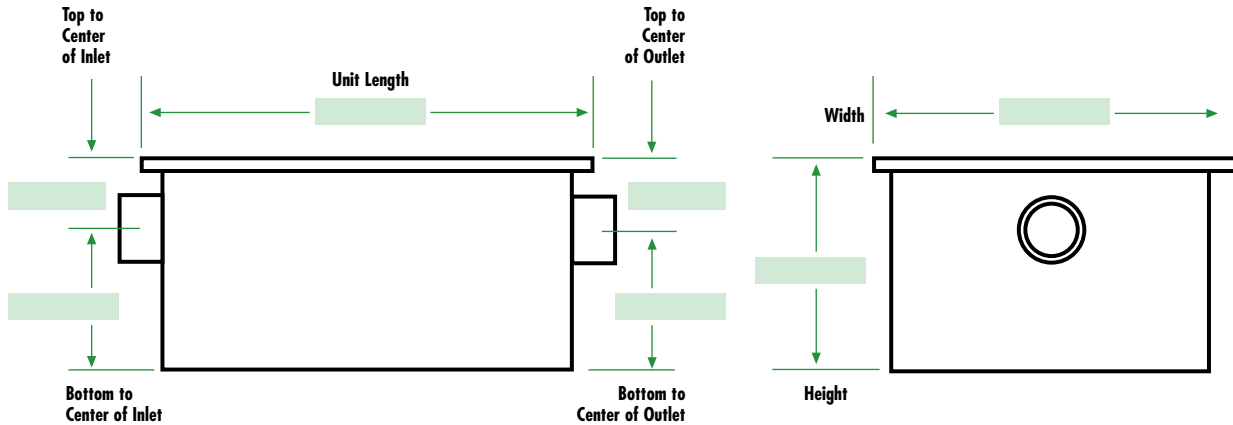 Top to
Center
of Inlet
Top to
Center
of Outlet
Unit Length
Width
Bottom to
Center of Inlet
Bottom to
Center of Outlet
Height